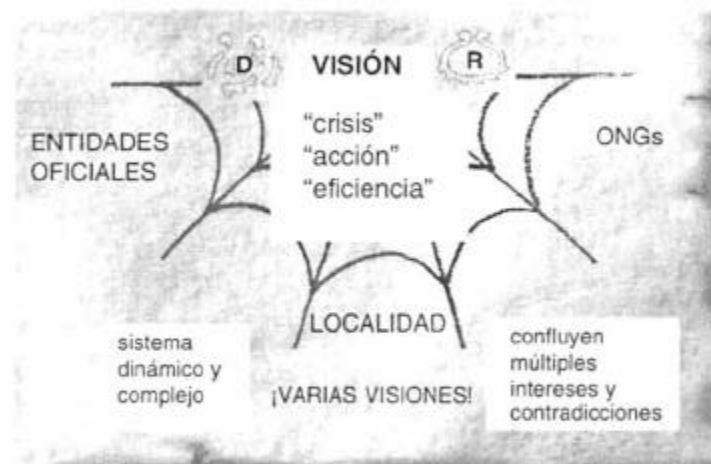 D
VISIÓN
R
"crisis"
"acción"
"eficiencia"
ENTIDADES
OFICIALES
ONGs
LOCALIDAD
sistema
dinámico y
complejo
¡VARIAS VISIONES!
confluyen
múltiples
intereses y
contradicciones